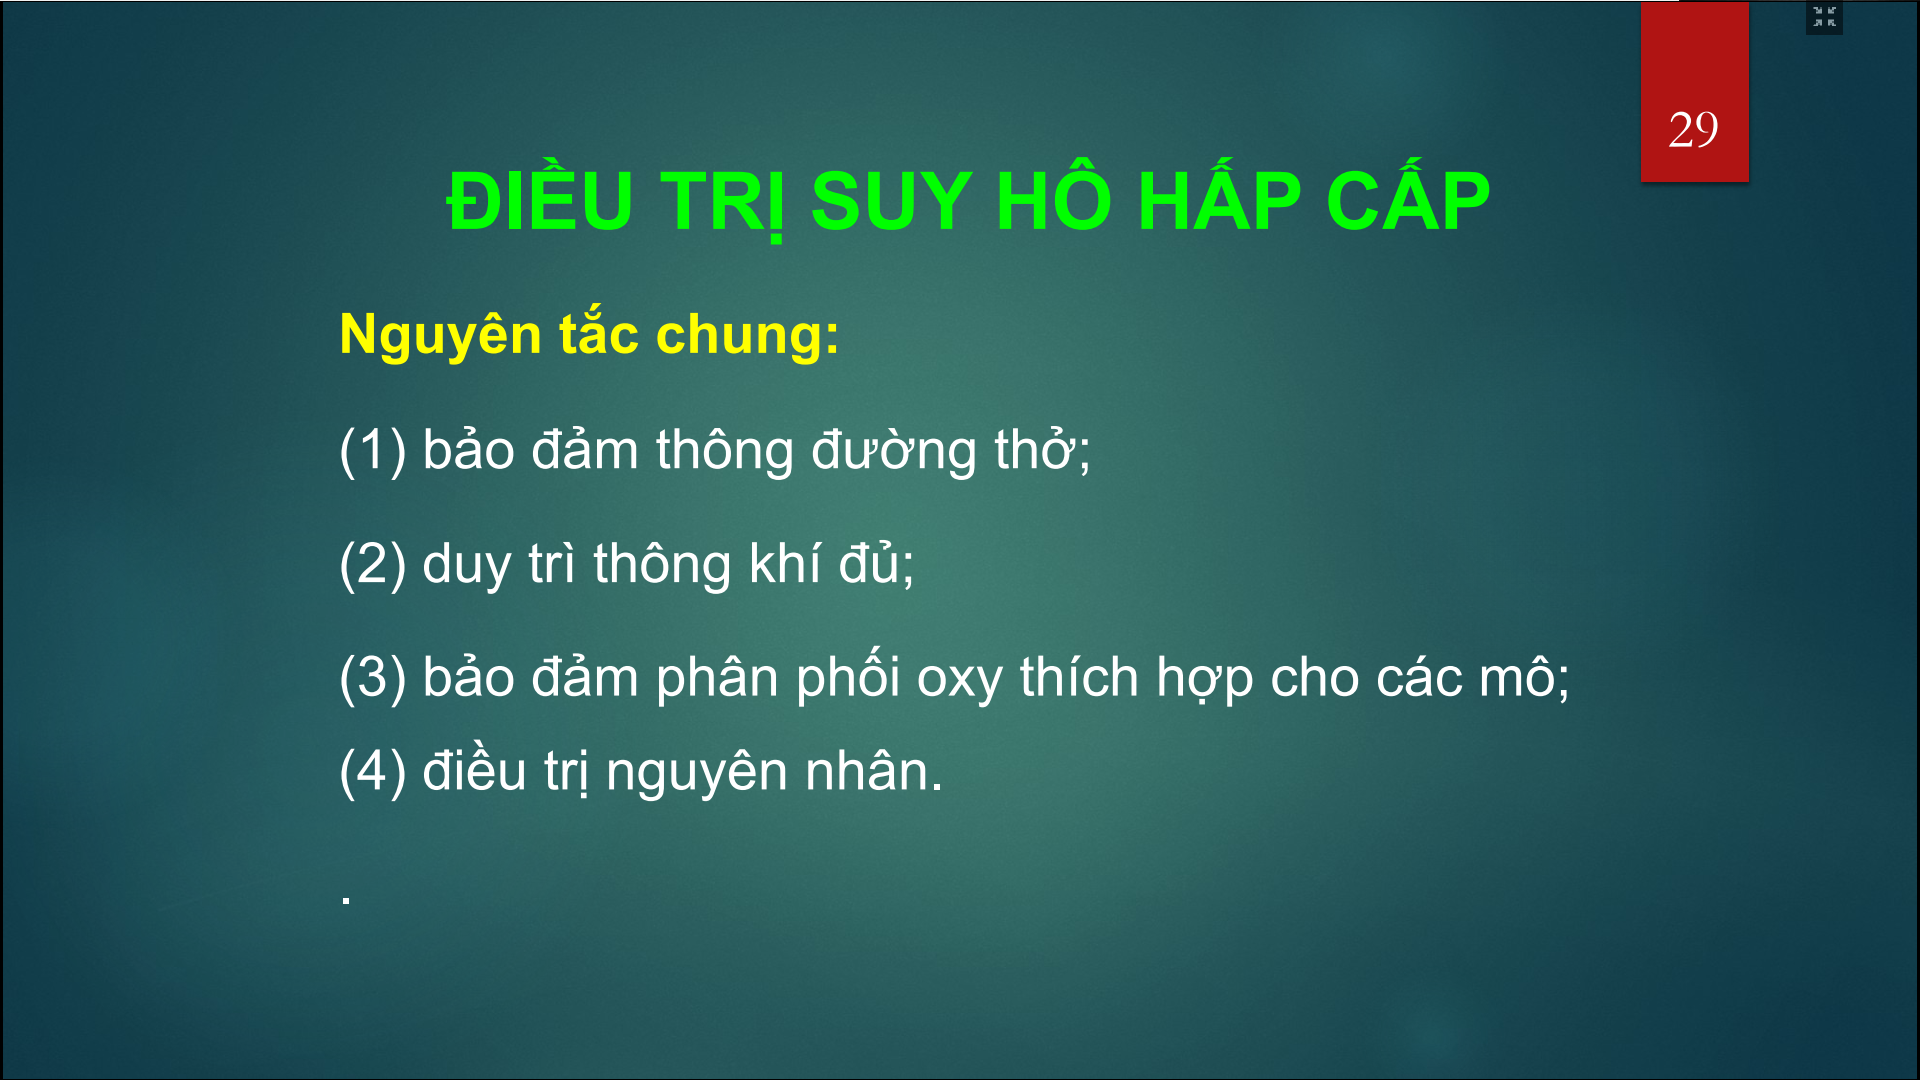 29
ĐIỀU TRỊ SUY HÔ HẤP CẤP
Nguyên tắc chung:
(1) bảo đảm thông đường thở;
(2) duy trì thông khí đủ;
(3) bảo đảm phân phối oxy thích hợp cho các mô;
(4) điều trị nguyên nhân.
.